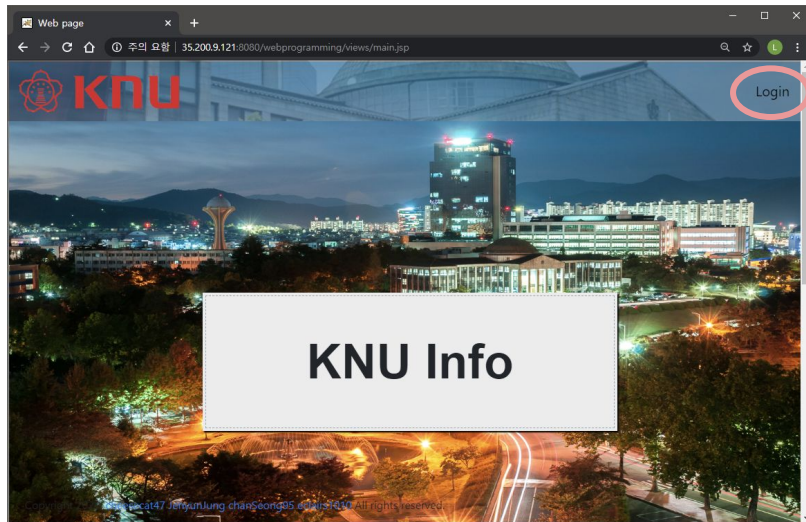 Web page
주의 요함 35.200.9.121:8080/webprogramming/views/main.jsp
L
KNU
Login
KNU Info
All rights reserved.